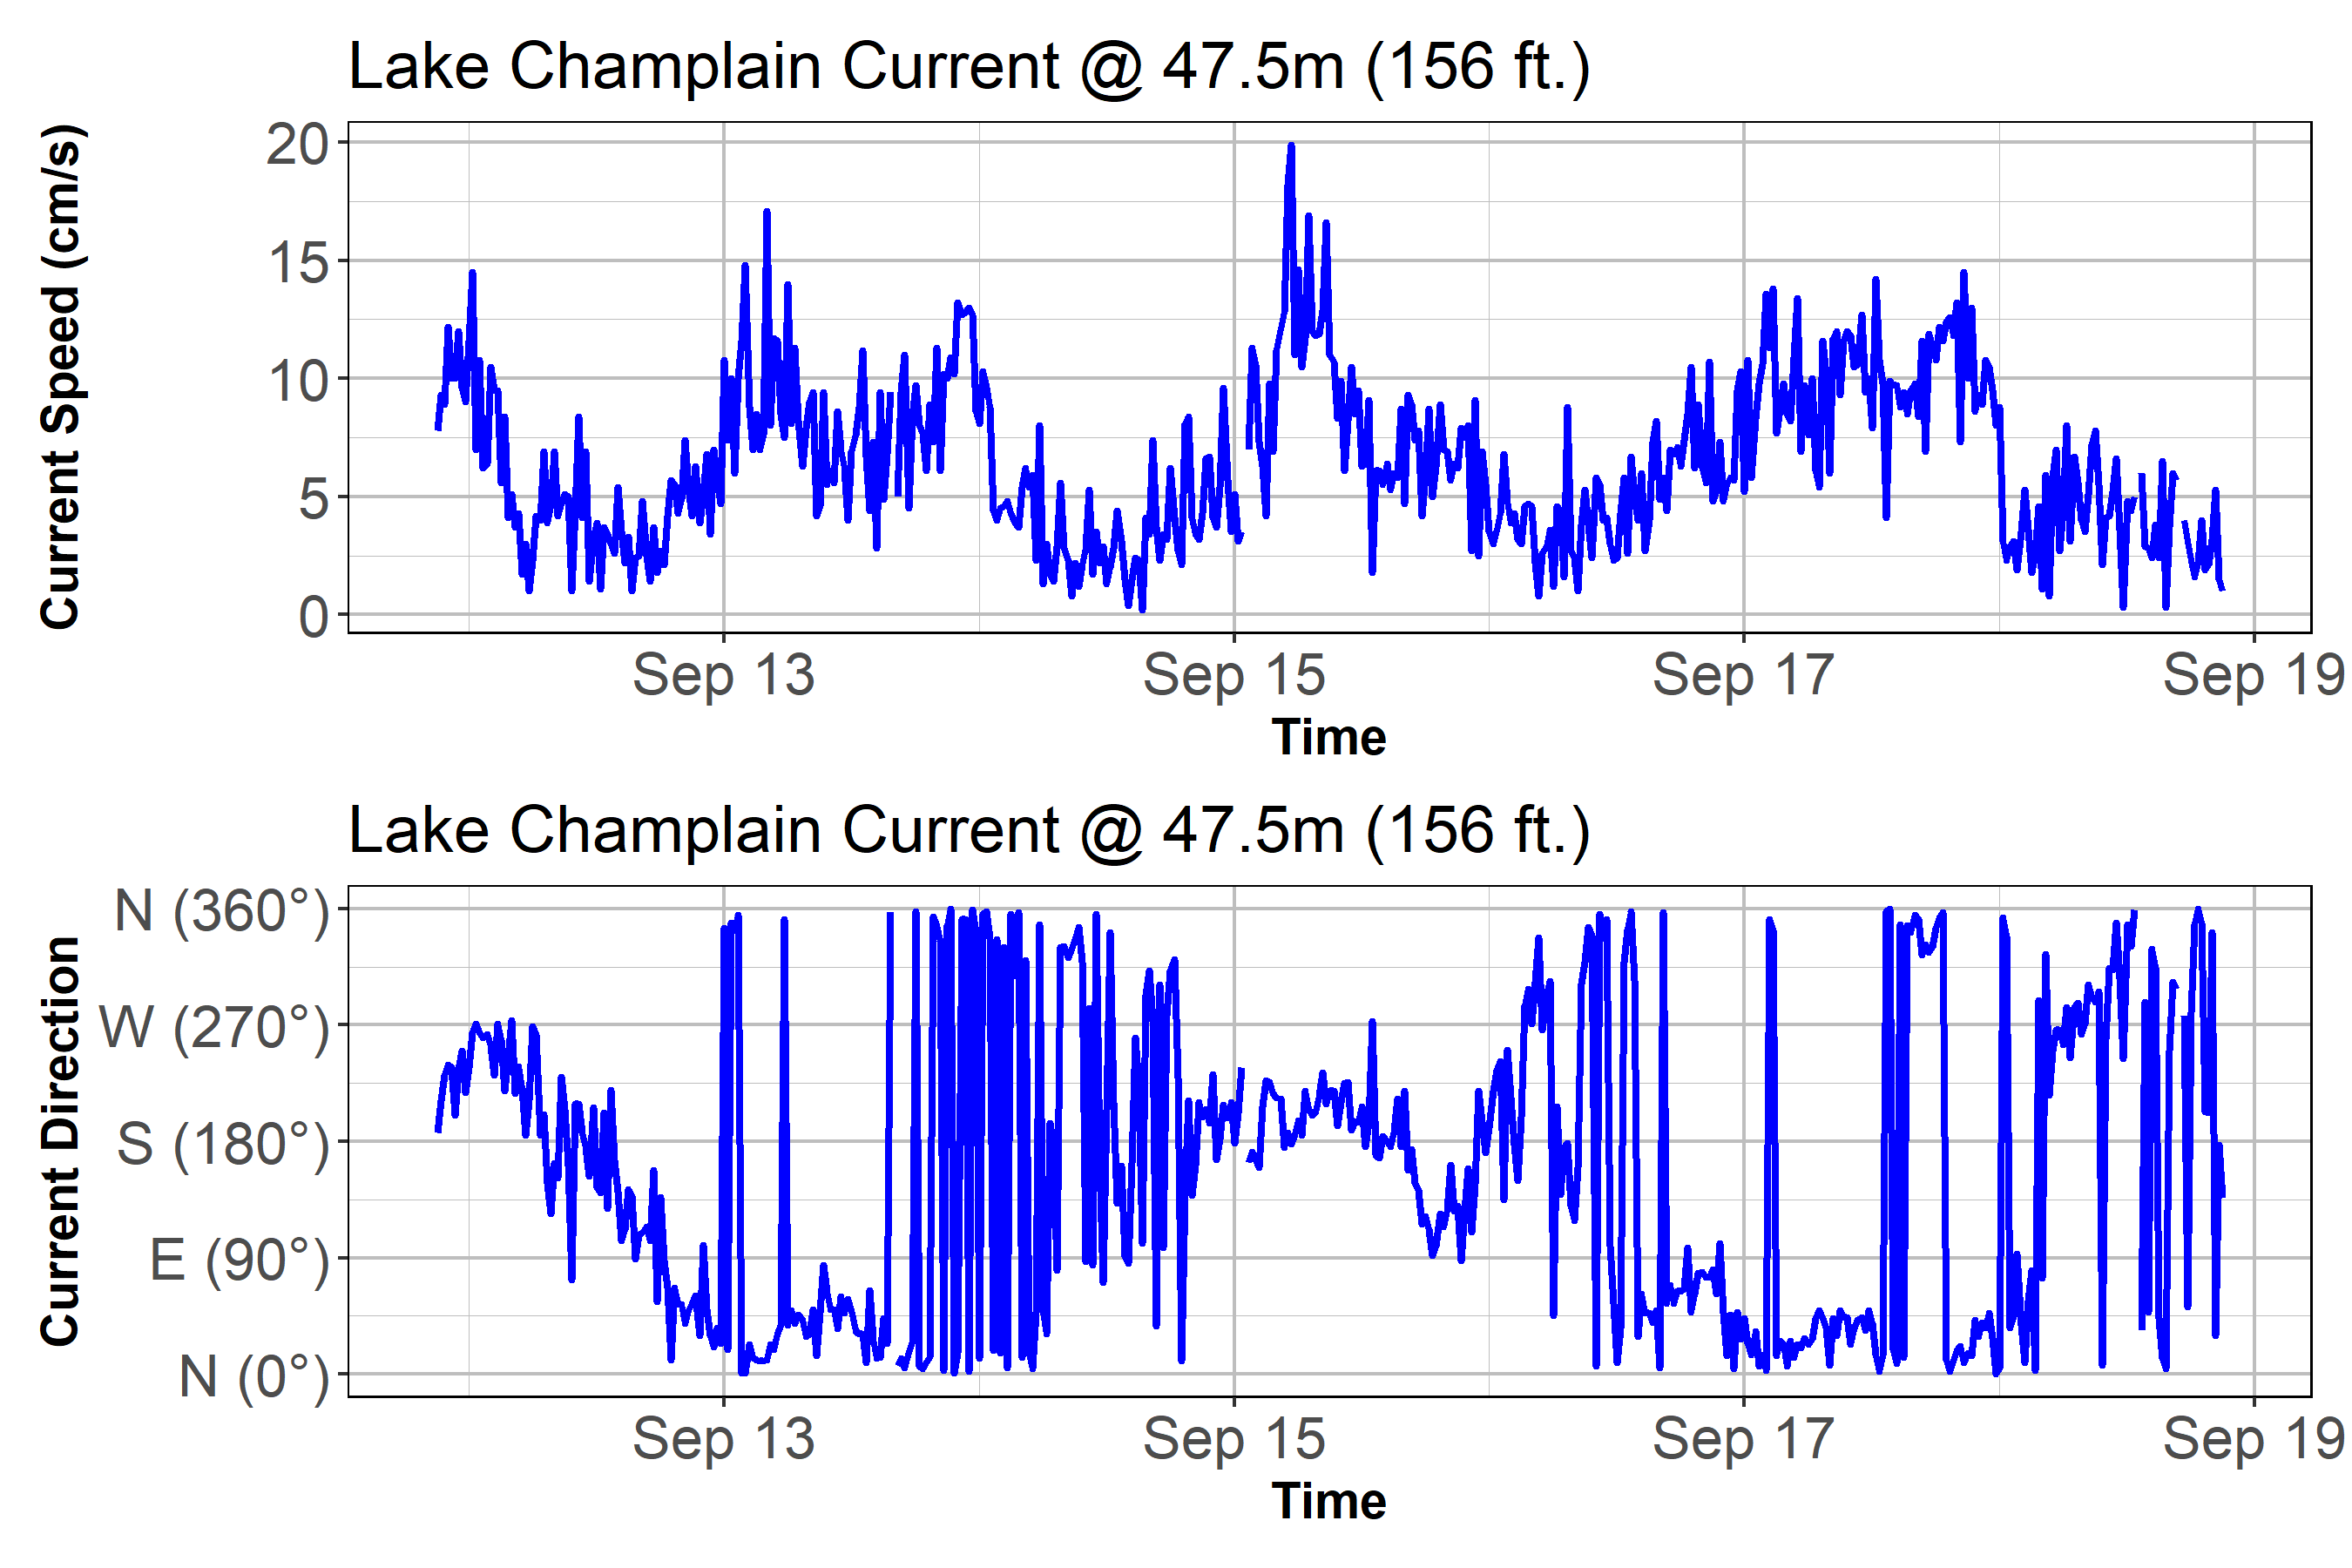 Lake Champlain Current @ 47.5m (156 ft.)
Current Speed (cm/s)
20
15
10
5
0
Sep 13 Sep 15 Sep 17 Sep 19
Time
Lake Champlain Current @ 47.5m (156 ft.)
Current Direction
N (360°)
W (270°)
S (180°)
E (90°)
N (0°)
Sep 13 Sep 15 Sep 17 Sep 19
Time